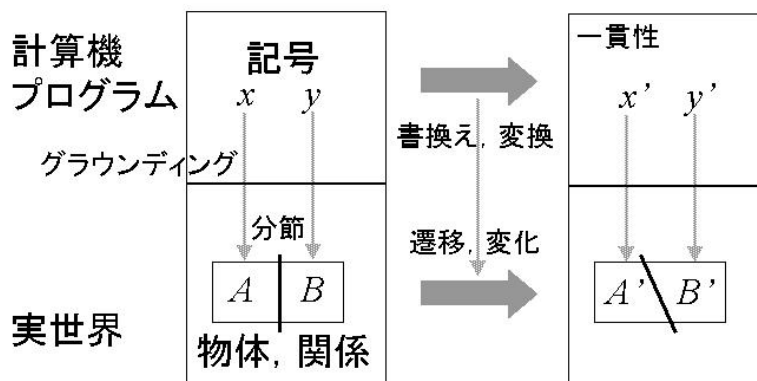 計算機
プログラム
記号
x y
グラウンディング
分節
A B
実世界
物体, 関係
書換え, 変換
遷移, 変化
一貫性
x’ y’
A’ B’